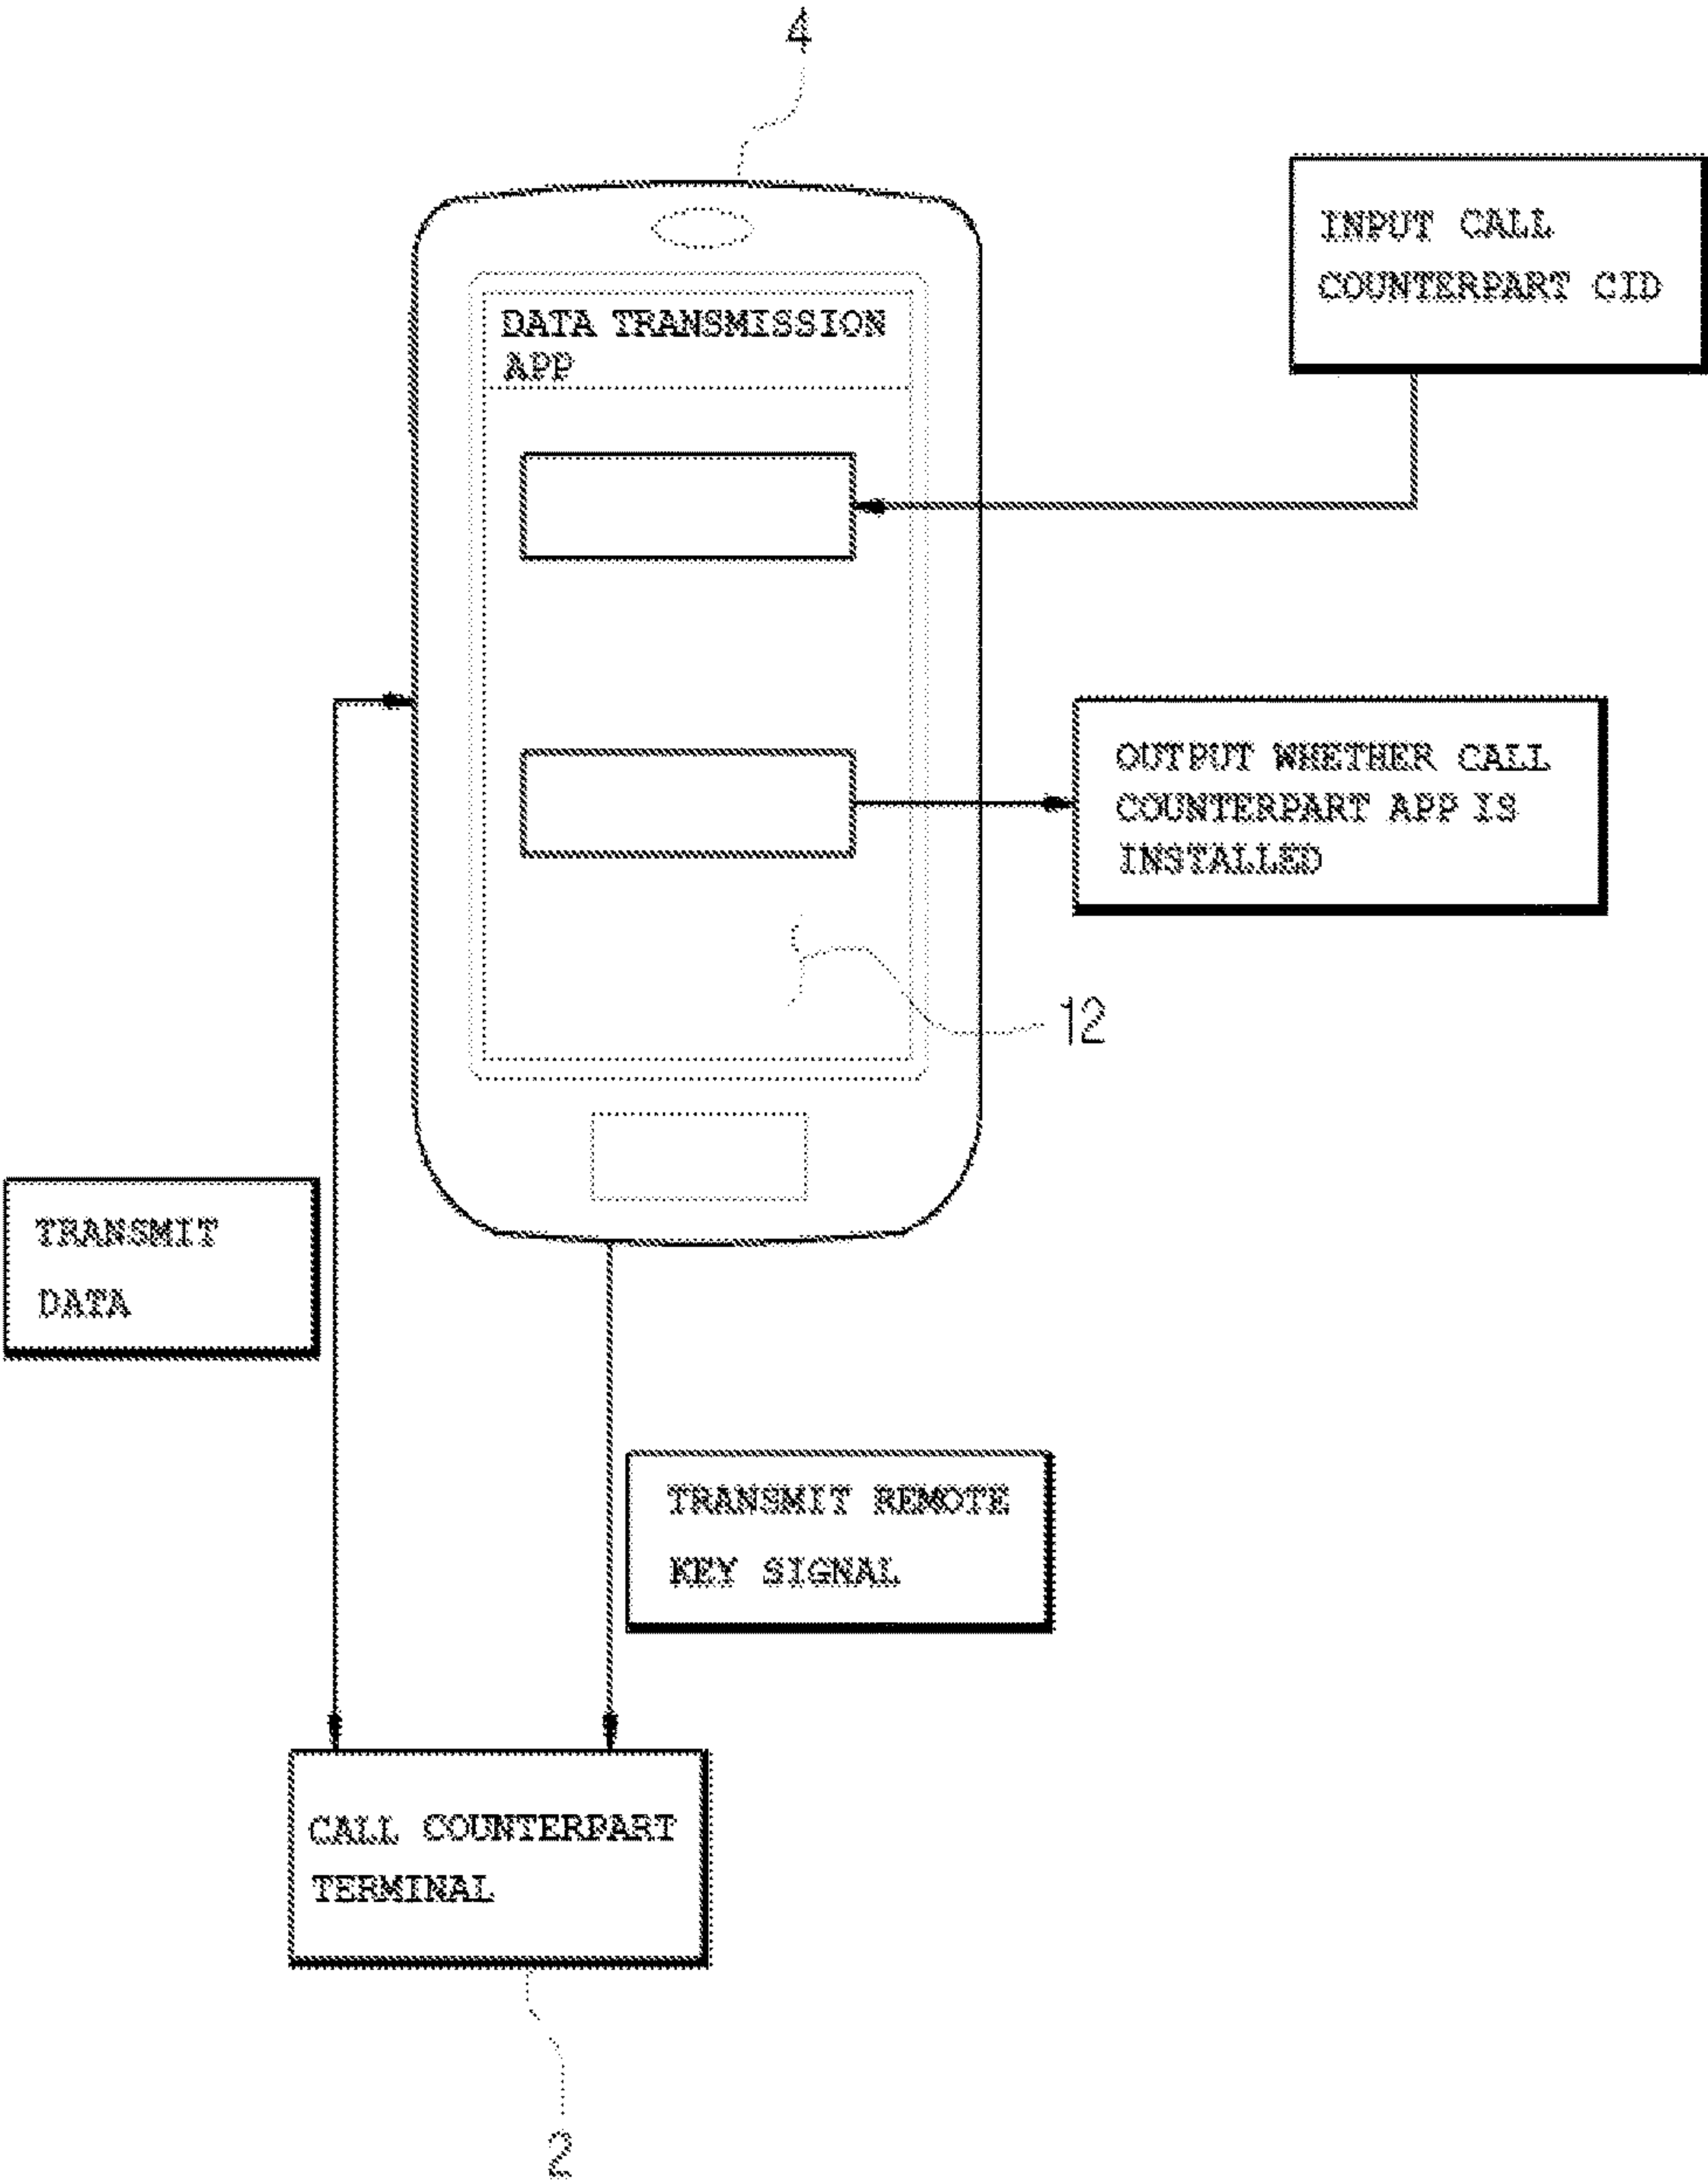 4
INPUT CALL
COUNTERPART CID
DATA TRANSMISSION
APP
OUTPUT WHETHER CALL
COUNTERPART APP IS
INSTALLED
12
TRANSMIT
DATA
TRANSMIT REMOTE
KEY SIGNAL
CALL COUNTERPART
TERMINAL
2